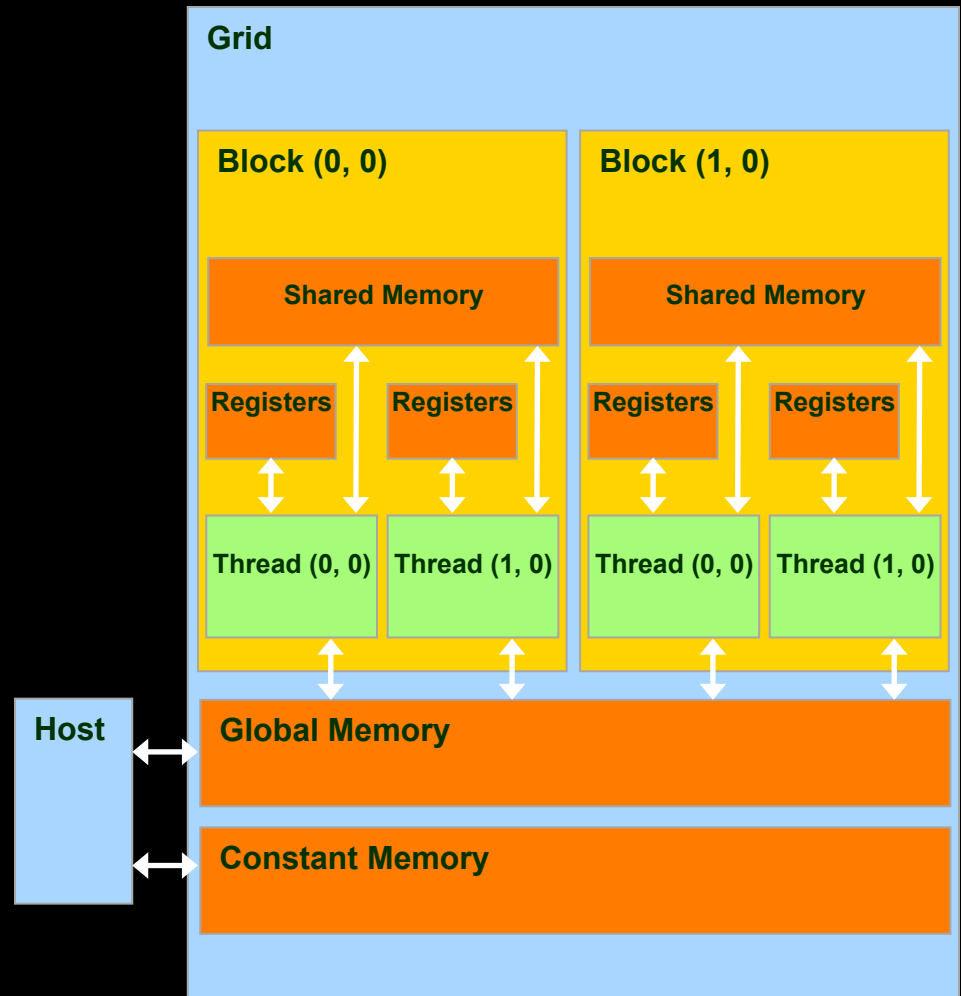 Grid
Block (0, 0)
Block (1, 0)
Shared Memory
Shared Memory
Registers
Registers
Registers
Registers
Thread (0, 0)
Thread (1, 0)
Thread (0, 0)
Thread (1, 0)
Host
Global Memory
Constant Memory